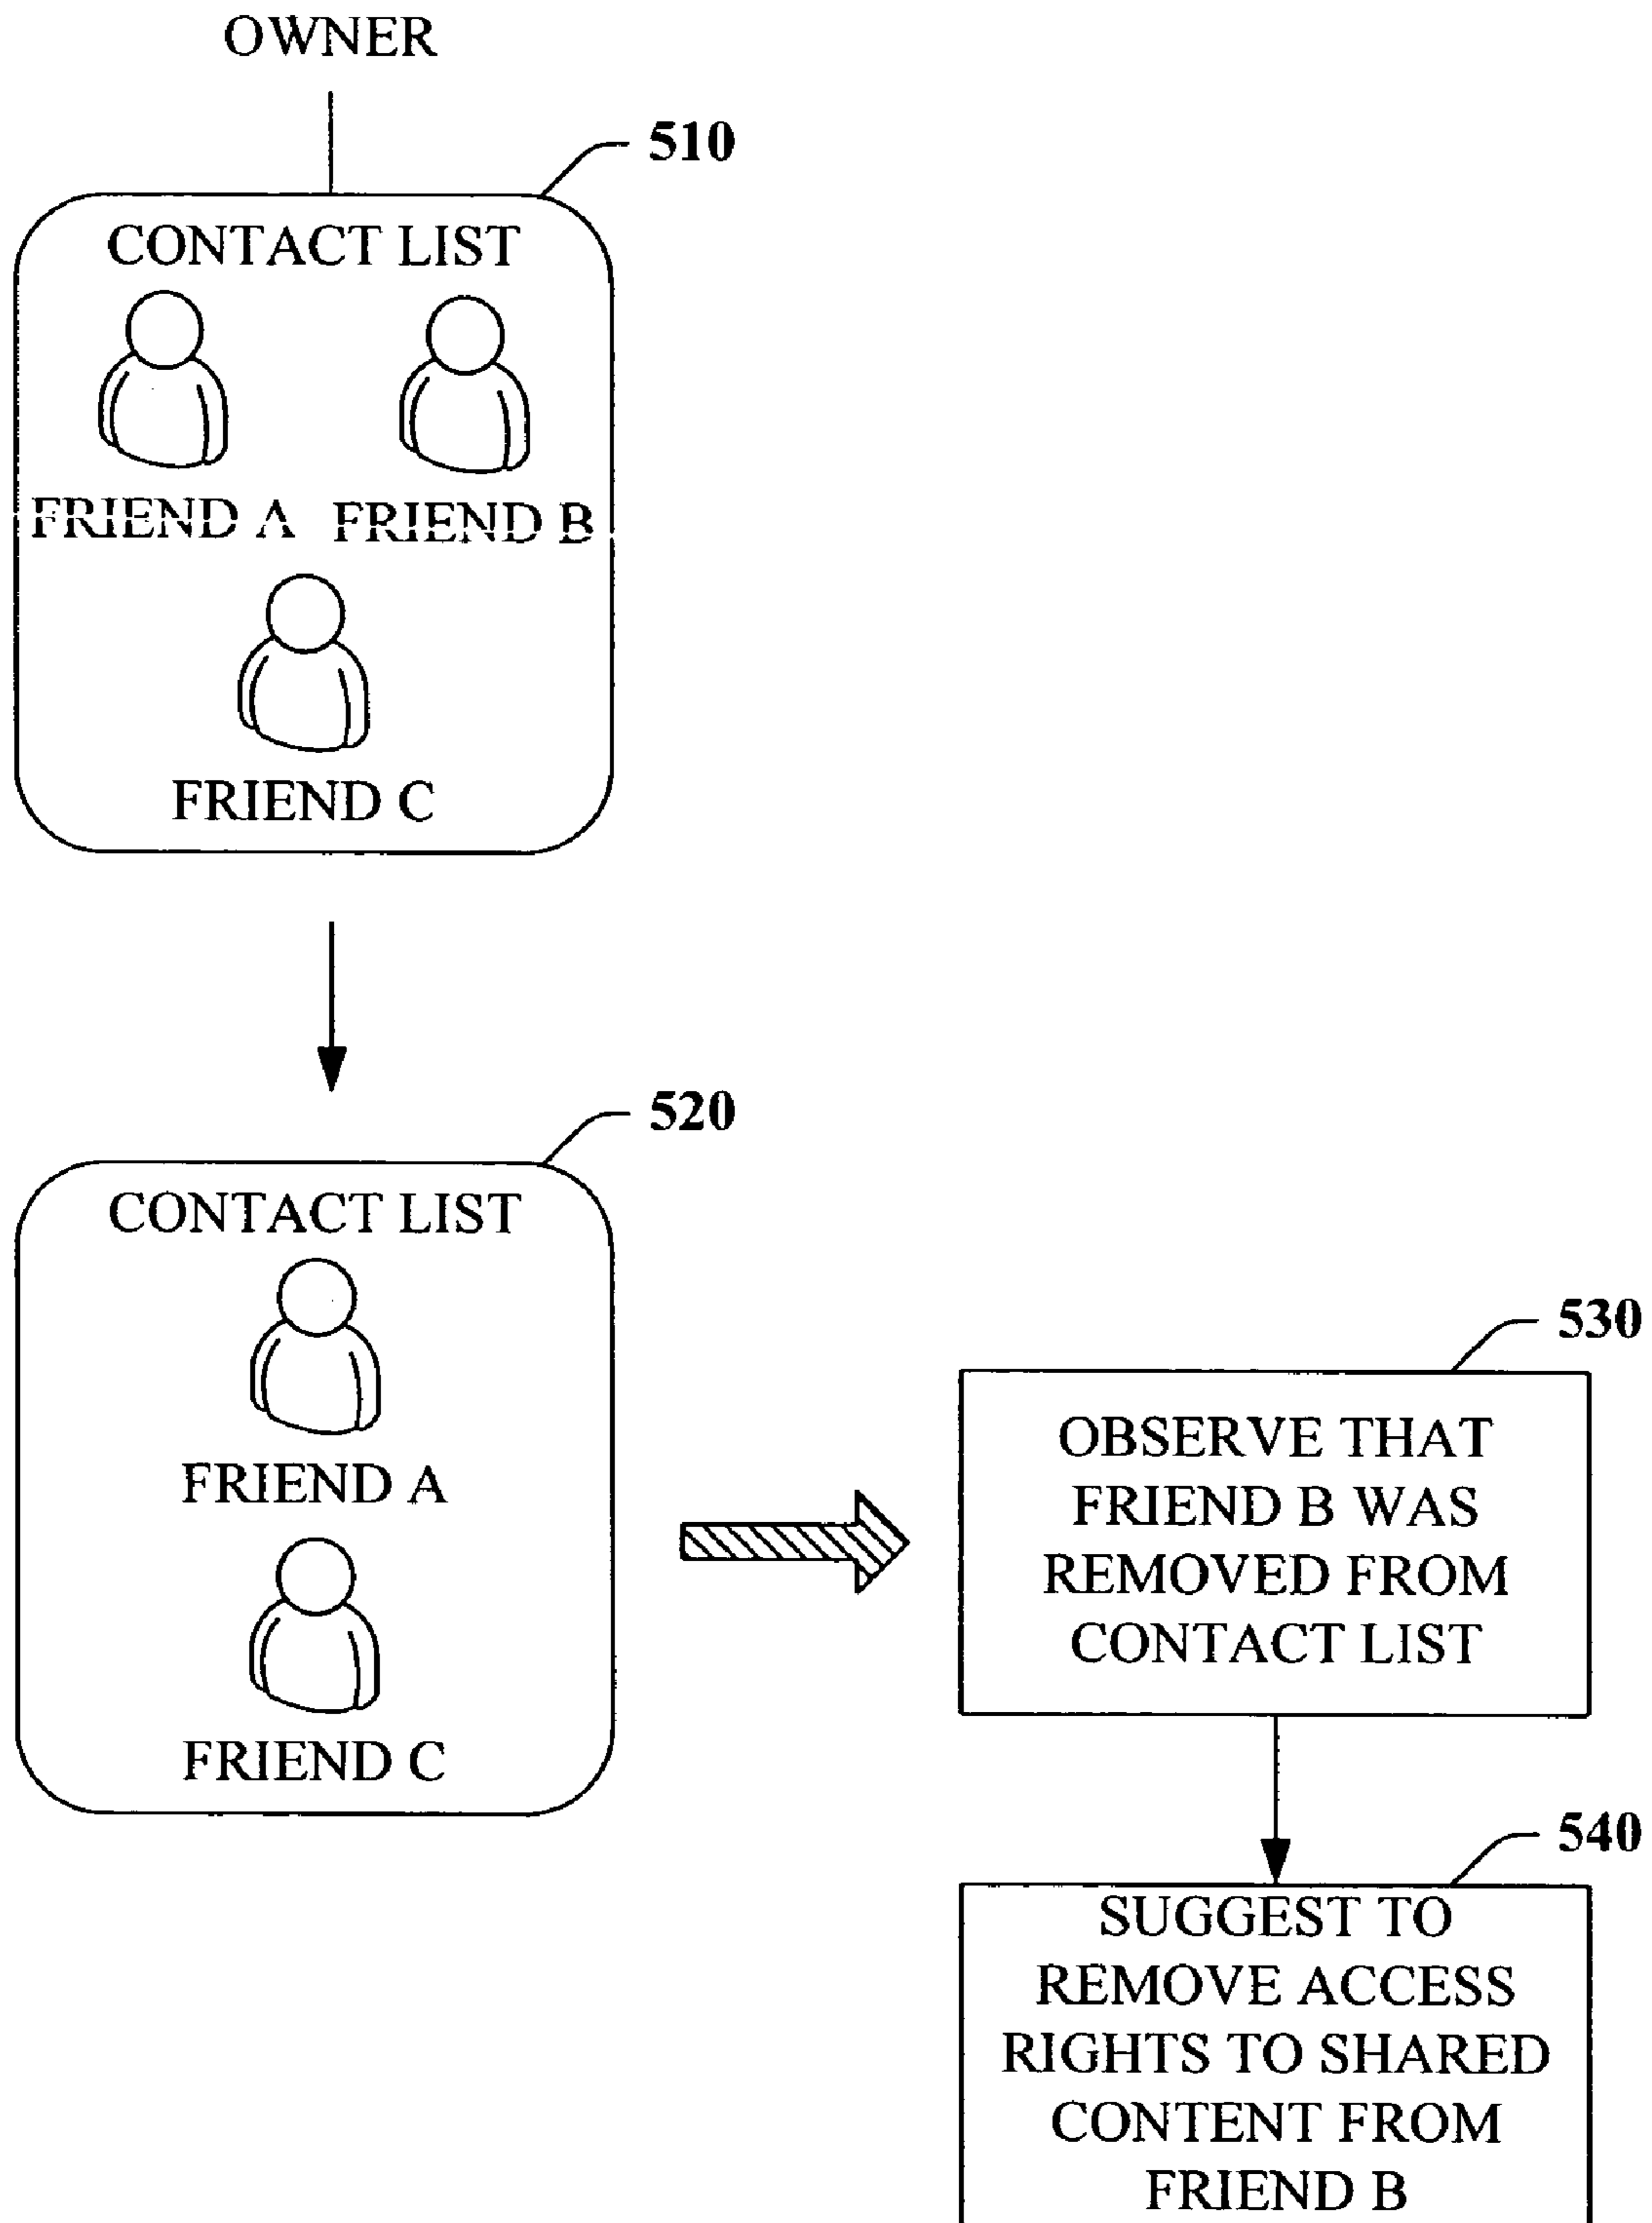 OWNER
510
CONTACT LIST
FRIEND A FRIEND B
FRIEND C
520
CONTACT LIST
FRIEND A
FRIEND C
530
OBSERVE THAT
FRIEND B WAS
REMOVED FROM
CONTACT LIST
540
SUGGEST TO
REMOVE ACCESS
RIGHTS TO SHARED
CONTENT FROM
FRIEND B